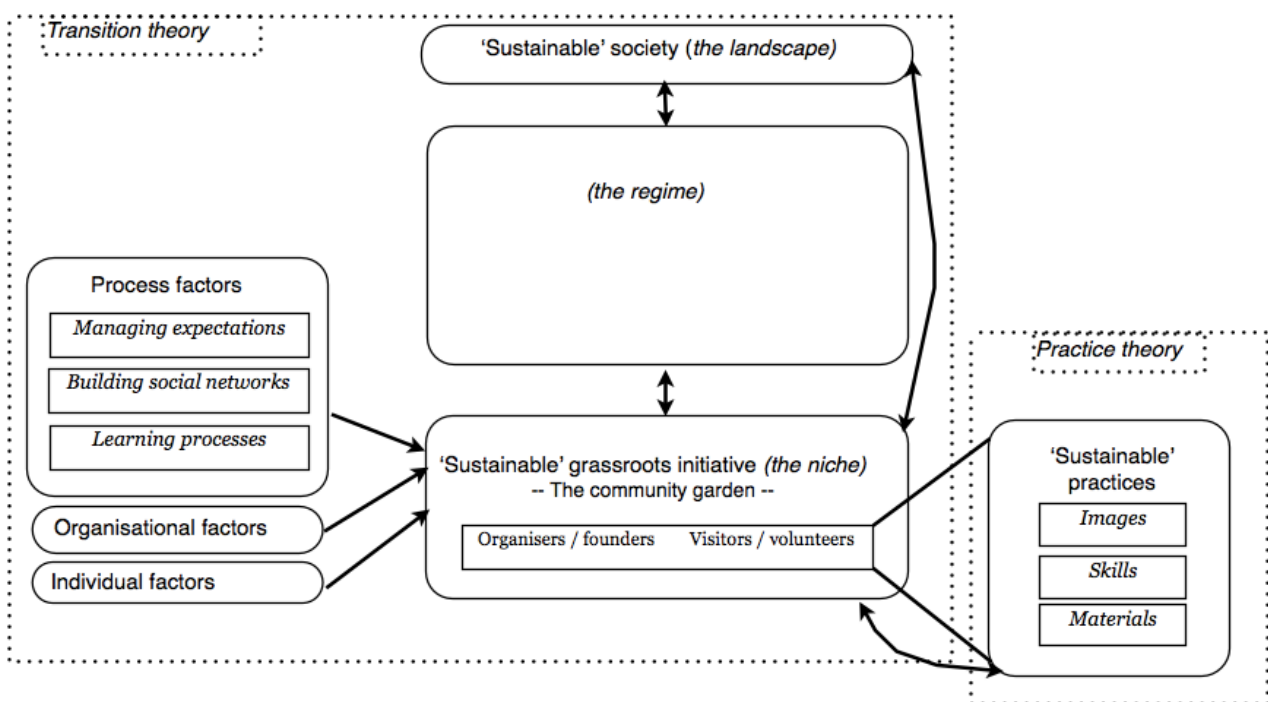 Transition theory
‘Sustainable’ society (the landscape)
(the regime)
Process factors
Managing expectations
Building social networks
Learning processes
Organisational factors
Individual factors
‘Sustainable’ grassroots initiative (the niche)
-- The community garden --
Organisers / founders Visitors / volunteers
Practice theory
‘Sustainable’
practices
Images
Skills
Materials